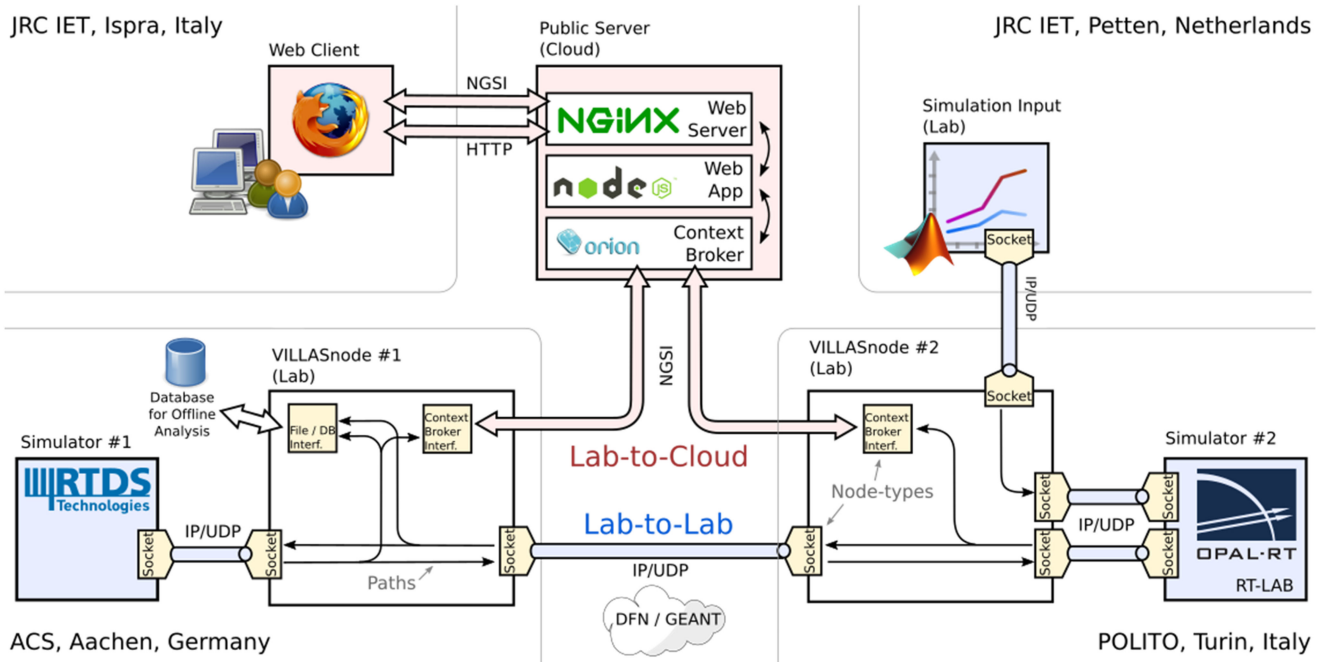 JRC IET, Ispra, Italy
Web Client
NGSI
HTTP
Public Server
(Cloud)
NGiNX
Web
Server
node JS
Web
App
orion
Context
Broker
JRC IET, Petten, Netherlands
Simulation Input
(Lab)
Socket
IP/UDP
Socket
NGSI
Database
for Offline
Analysis
VILLASnode #1
(Lab)
File / DB
Interf.
Context
Broker
Interf.
Simulator #1
RTDS
Technologies
Socket
IP/UDP
Socket
Paths
Socket
Lab-to-Cloud
Lab-to-Lab
IP/UDP
DFN / GEANT
VILLASnode #2
(Lab)
Context
Broker
Interf.
Node-types
Socket
Socket
Socket
IP/UDP
Socket
Socket
Simulator #2
OPAL-RT
RT-LAB
ACS, Aachen, Germany
POLITO, Turin, Italy